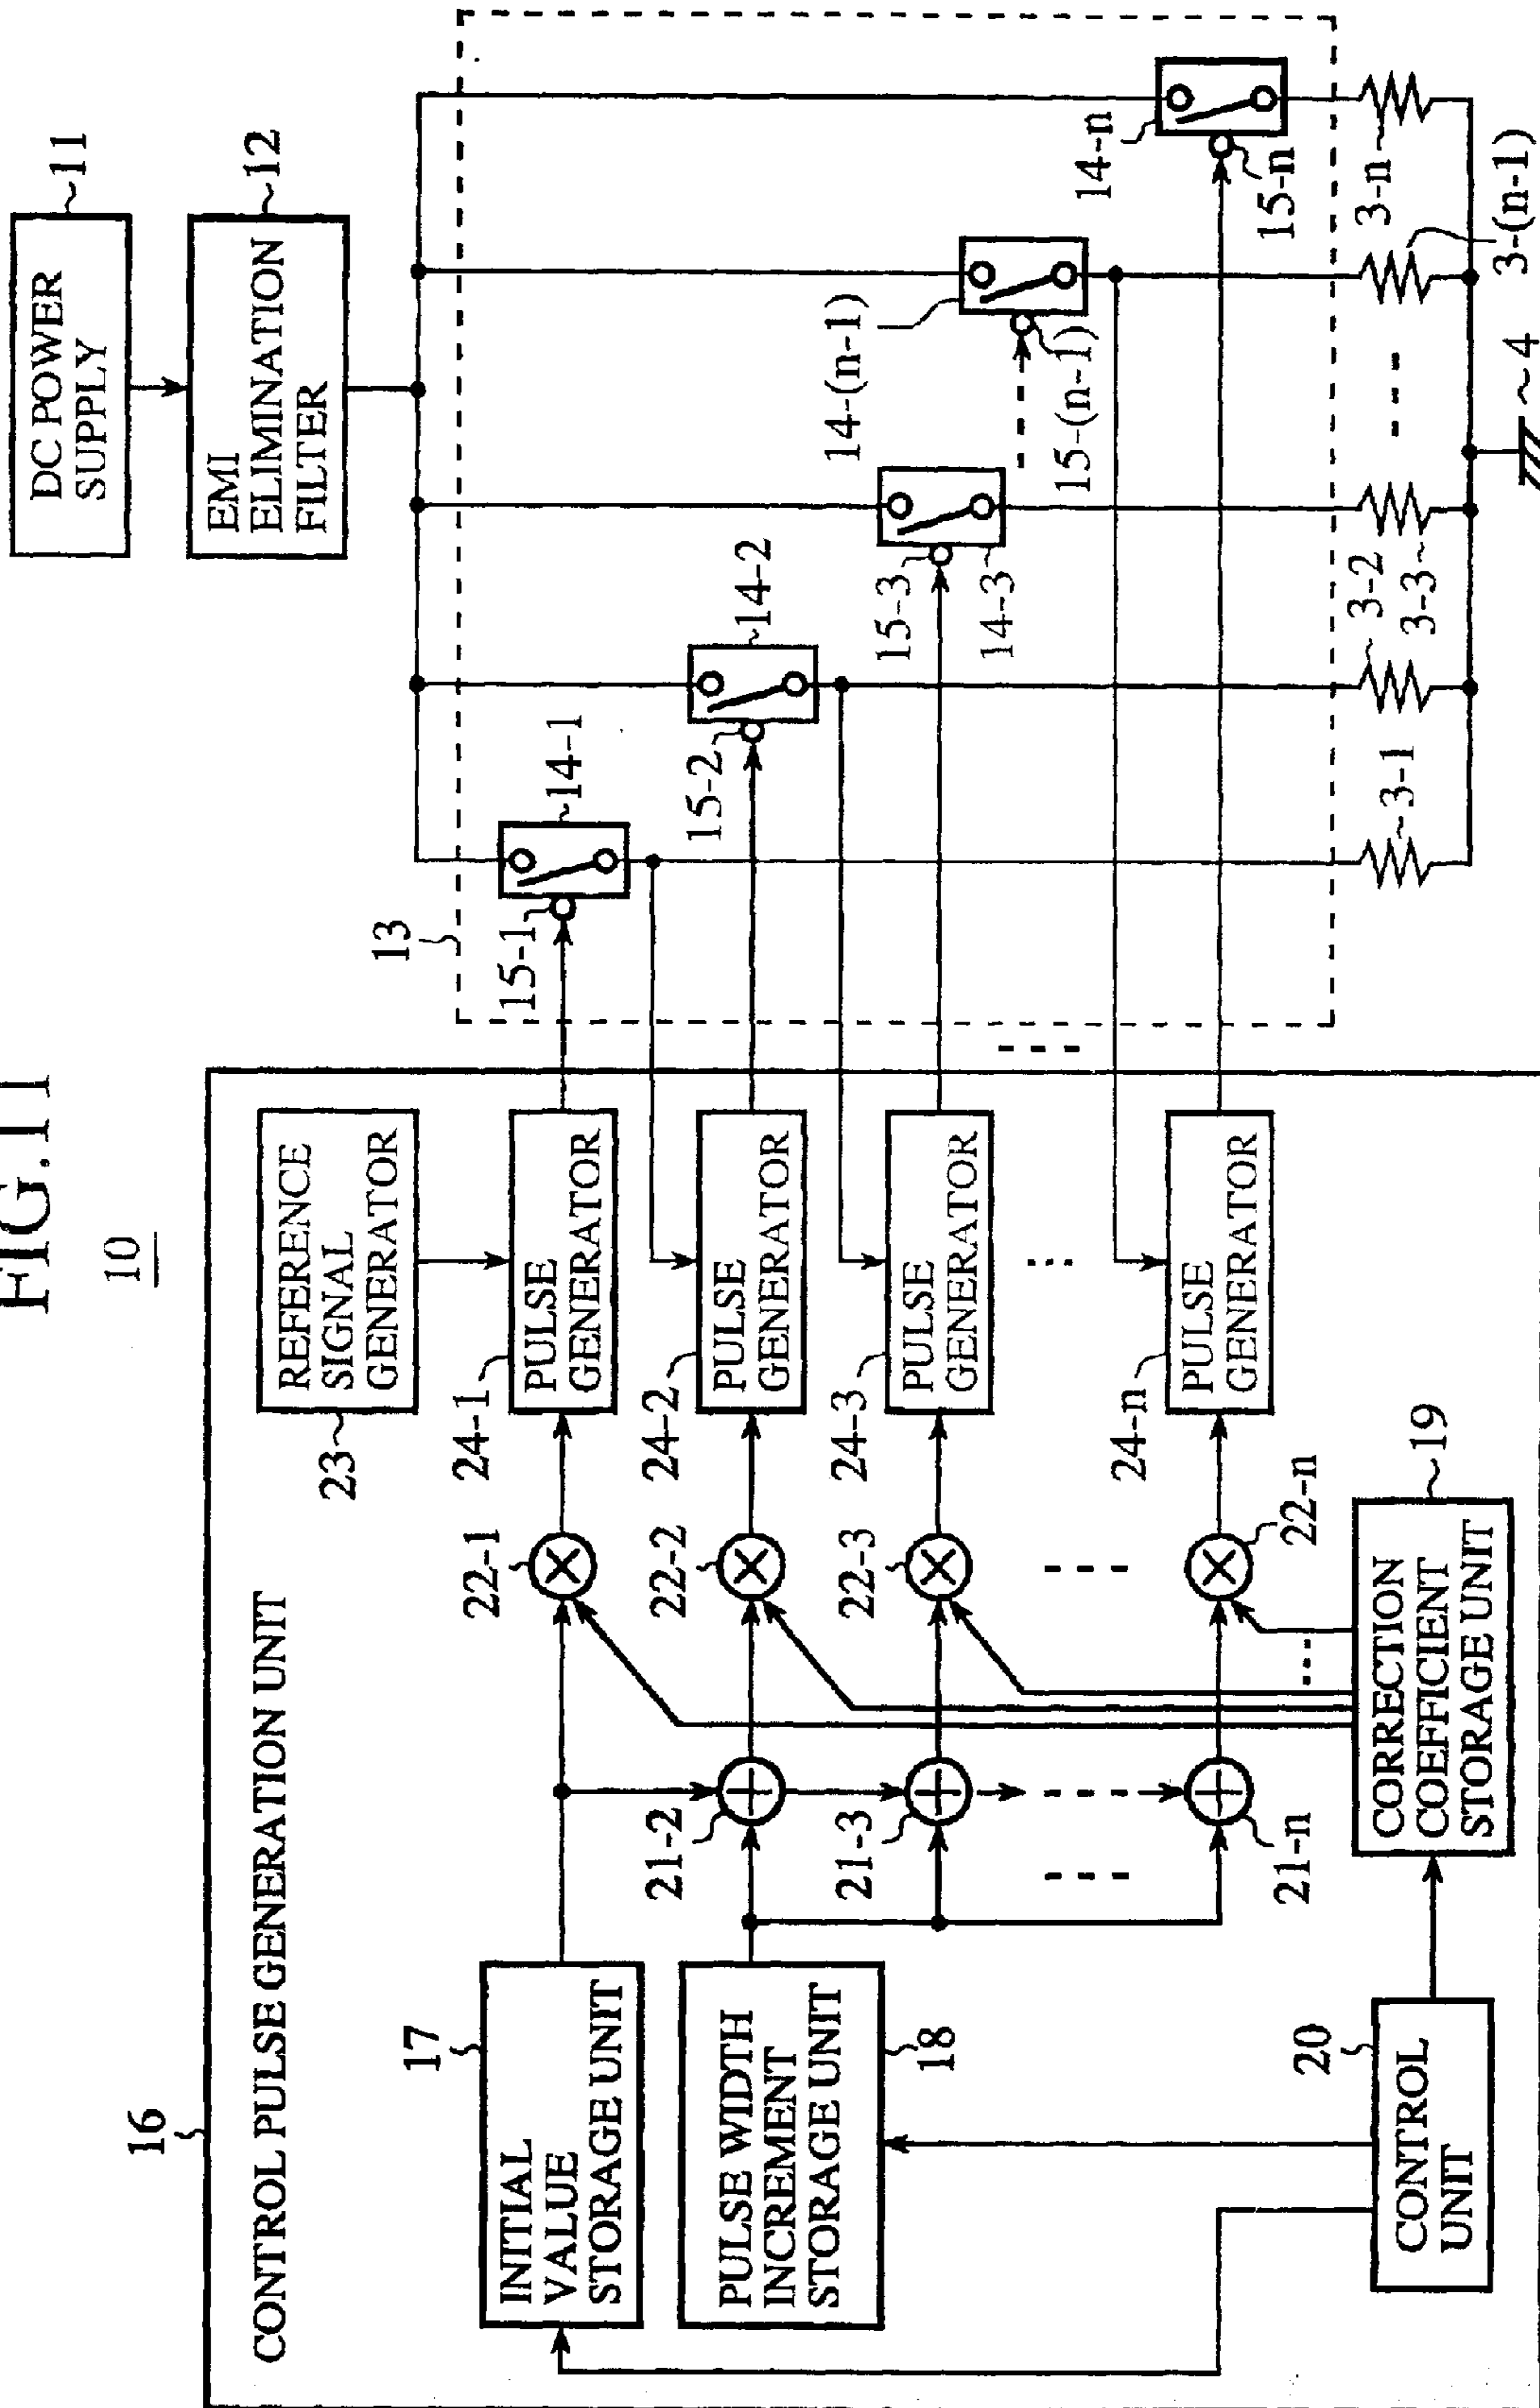 FIG.11
10
16
CONTROL PULSE GENERATION UNIT
17
INITIAL
VALUE
STORAGE UNIT
PULSE WIDTH
INCREMENT
STORAGE UNIT
18
20
CONTROL
UNIT
21-2
21-3
21-n
CORRECTION
COEFFICIENT
STORAGE UNIT
19
22-1
22-2
22-3
22-n
REFERENCE
SIGNAL
GENERATOR
23
24-1
PULSE
GENERATOR
24-2
PULSE
GENERATOR
24-3
PULSE
GENERATOR
24-n
PULSE
GENERATOR
13
15-1
14-1
15-2
14-2
15-3
14-3
14-(n-1)
15-(n-1)
14-n
15-n
DC POWER
SUPPLY
11
EMI
ELIMINATION
FILTER
12
3-1
3-2
3-3
3-n
3-(n-1)
4